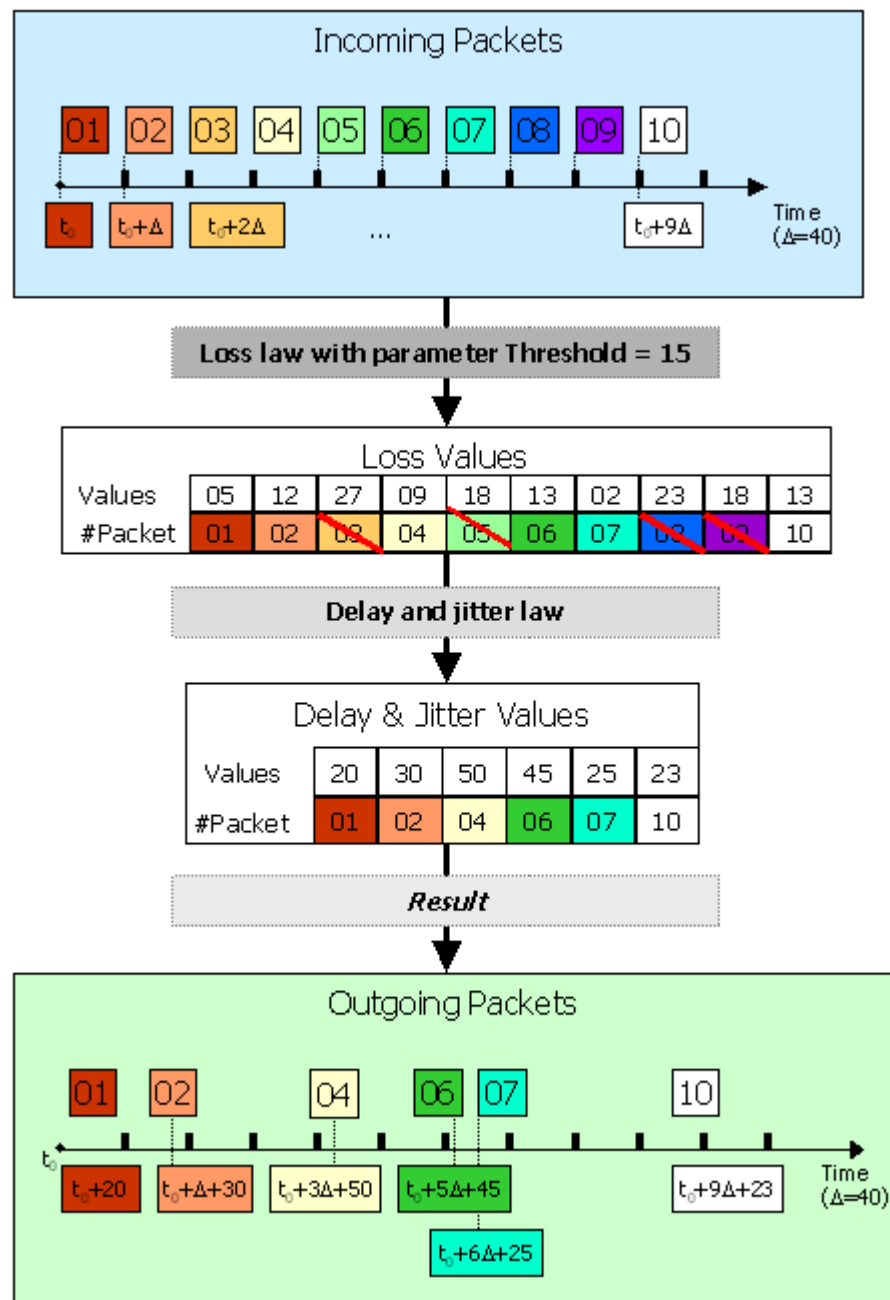 Incoming Packets
01 02 03 04 05 06 07 08 09 10
t₀ t₀+Δ t₀+2Δ ... t₀+9Δ
Time
(Δ=40)
Loss law with parameter Threshold = 15
Loss Values
Values 05 12 27 09 18 13 02 23 18 13
#Packet 01 02 03 04 05 06 07 08 09 10
Delay and jitter law
Delay & Jitter Values
Values 20 30 50 45 25 23
#Packet 01 02 04 06 07 10
Result
Outgoing Packets
01 02 04 06 07 10
t₀
Time
(Δ=40)
t₀+20 t₀+Δ+30 t₀+3Δ+50 t₀+5Δ+45 t₀+9Δ+23
t₀+6Δ+25